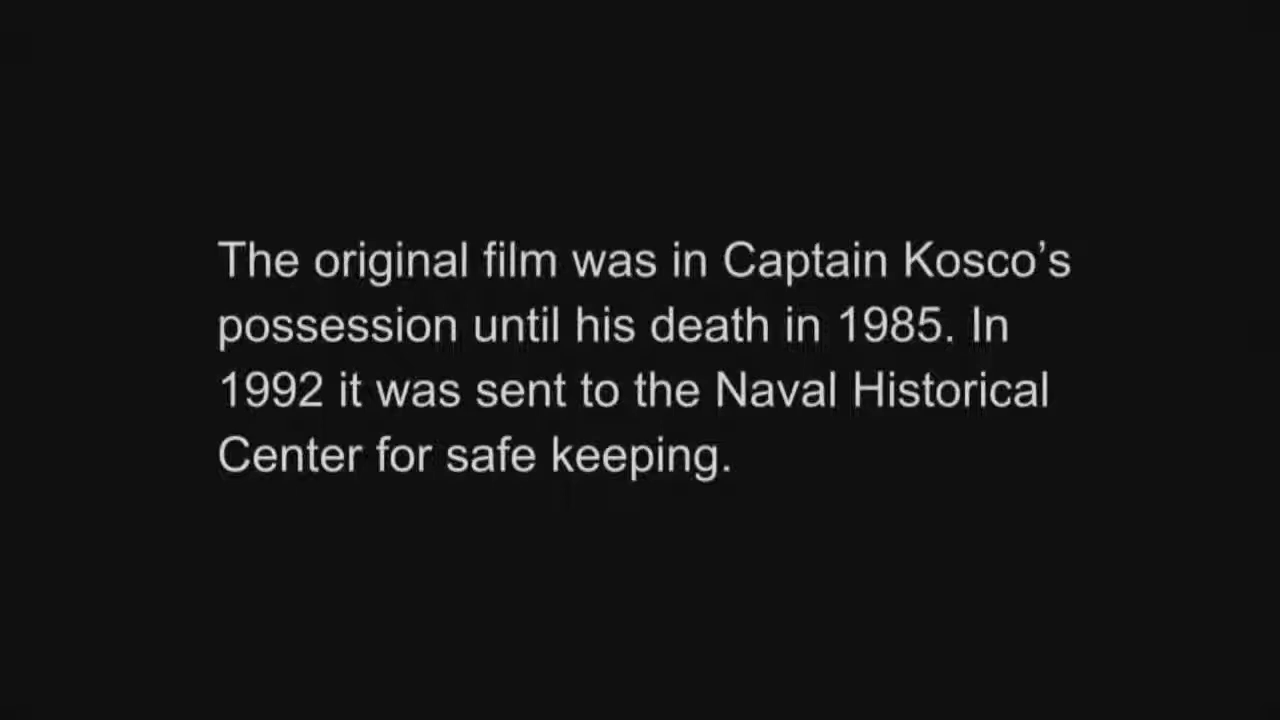 The original film was in Captain Kosco’s
possession until his death in 1985. In
1992 it was sent to the Naval Historical
Center for safe keeping.